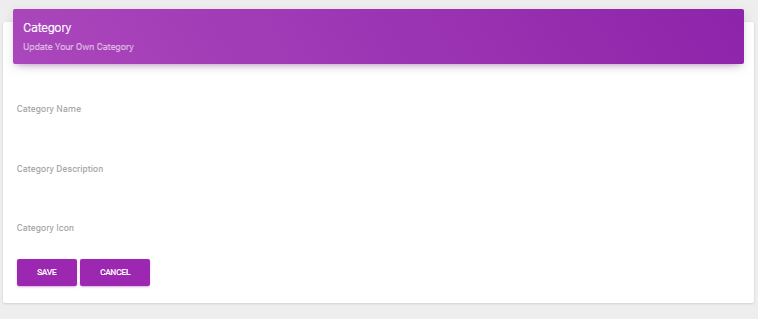 Category
Update Your Own Category
Category Name
Category Description
Category Icon
SAVE CANCEL